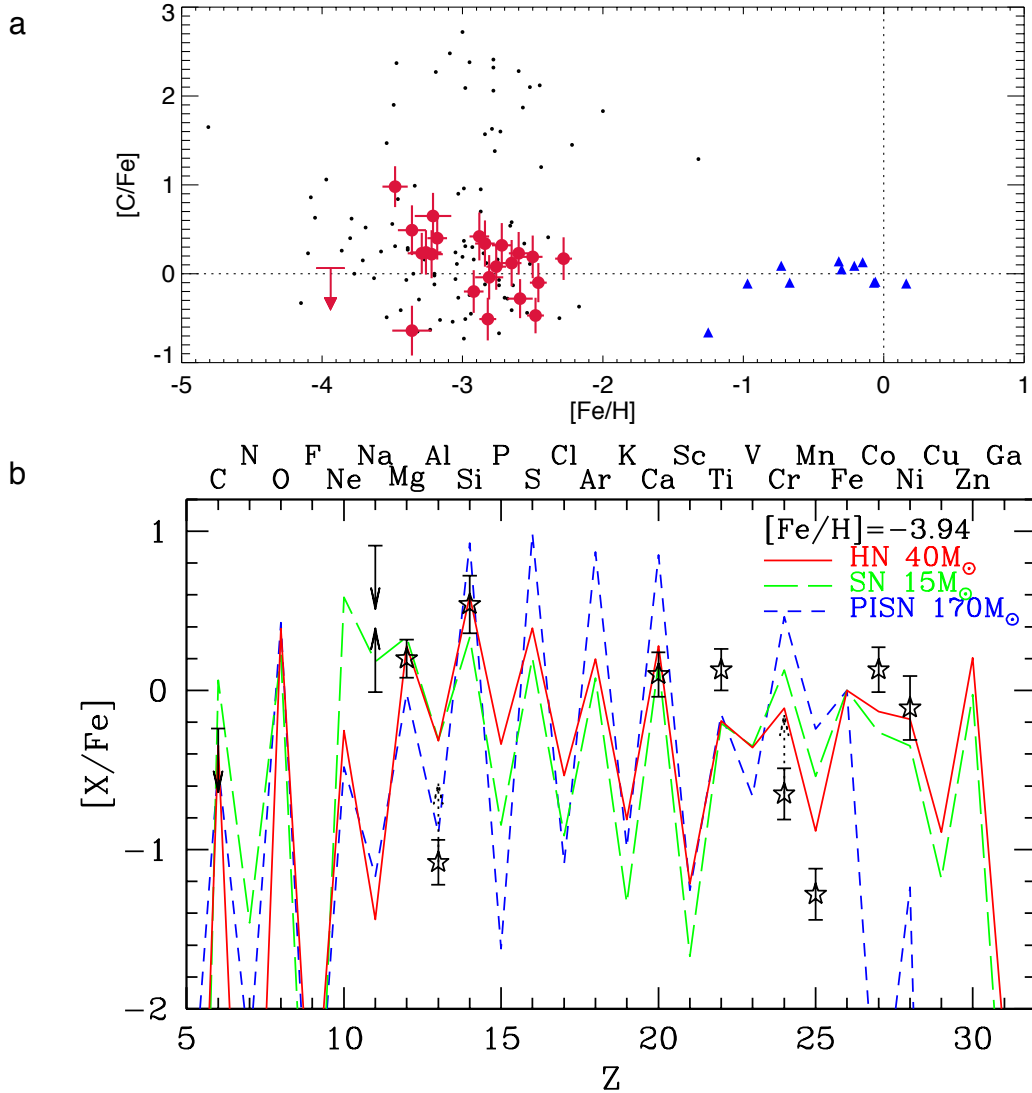 a
3
2
1
0
-1
[C/Fe]
-5 -4 -3 -2 -1 0 1
[Fe/H]
b
N F Na Al P Cl K Sc V Mn Co Cu Ga
C O Ne Mg Si S Ar Ca Ti Cr Fe Ni Zn
[Fe/H]=−3.94
HN 40M⊙
SN 15M⊙
PISN 170M⊙
1
0
−1
−2
[X/Fe]
5 10 15 20 25 30
Z